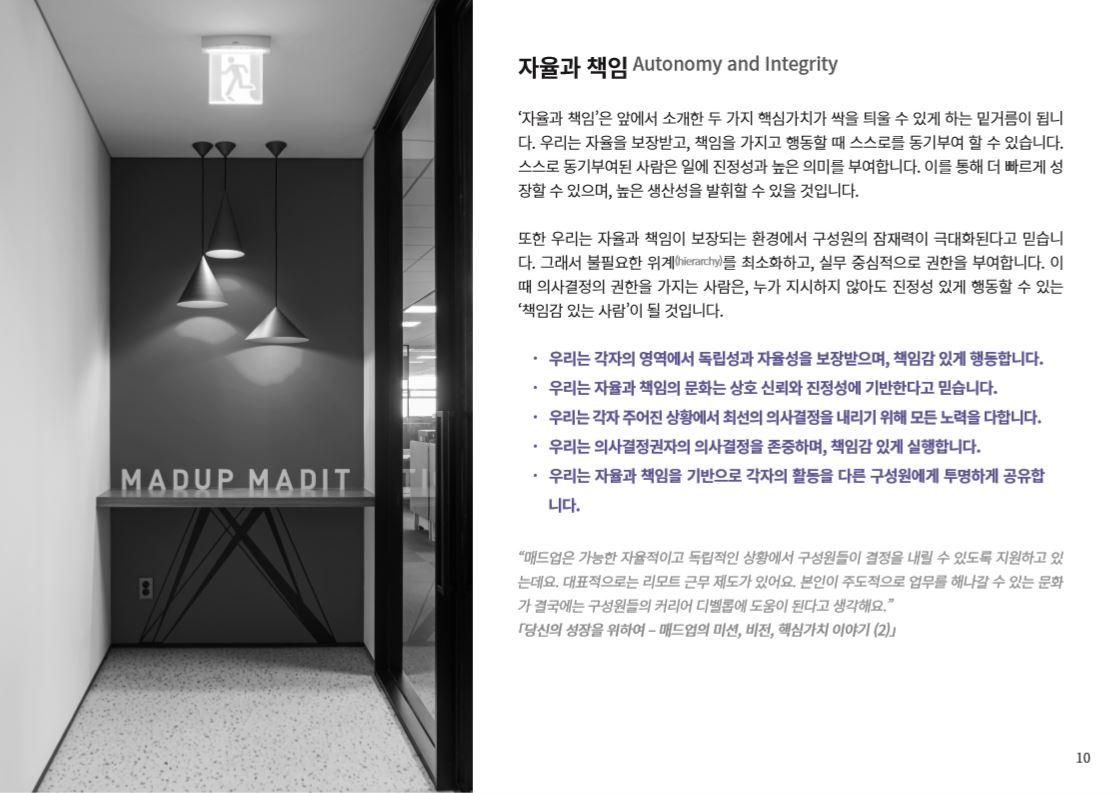 MADUP MADIT
자율과 책임 Autonomy and Integrity
‘자율과 책임’은 앞에서 소개한 두 가지 핵심가치가 싹을 틔울 수 있게 하는 밑거름이 됩니
다. 우리는 자율을 보장받고, 책임을 가지고 행동할 때 스스로를 동기부여 할 수 있습니다.
스스로 동기부여된 사람은 일에 진정성과 높은 의미를 부여합니다. 이를 통해 더 빠르게 성
장할 수 있으며, 높은 생산성을 발휘할 수 있을 것입니다.
또한 우리는 자율과 책임이 보장되는 환경에서 구성원의 잠재력이 극대화된다고 믿습니
다. 그래서 불필요한 위계(hierarchy)를 최소화하고, 실무 중심적으로 권한을 부여합니다. 이
때 의사결정의 권한을 가지는 사람은, 누가 지시하지 않아도 진정성 있게 행동할 수 있는
‘책임감 있는 사람’이 될 것입니다.
· 우리는 각자의 영역에서 독립성과 자율성을 보장받으며, 책임감 있게 행동합니다.
· 우리는 자율과 책임의 문화는 상호 신뢰와 진정성에 기반한다고 믿습니다.
· 우리는 각자 주어진 상황에서 최선의 의사결정을 내리기 위해 모든 노력을 다합니다.
· 우리는 의사결정권자의 의사결정을 존중하며, 책임감 있게 실행합니다.
· 우리는 자율과 책임을 기반으로 각자의 활동을 다른 구성원에게 투명하게 공유합
니다.
“매드업은 가능한 자율적이고 독립적인 상황에서 구성원들이 결정을 내릴 수 있도록 지원하고 있
는데요. 대표적으로는 리모트 근무 제도가 있어요. 본인이 주도적으로 업무를 해나갈 수 있는 문화
가 결국에는 구성원들의 커리어 디벨롭에 도움이 된다고 생각해요.”
「당신의 성장을 위하여 – 매드업의 미션, 비전, 핵심가치 이야기 (2)」
10